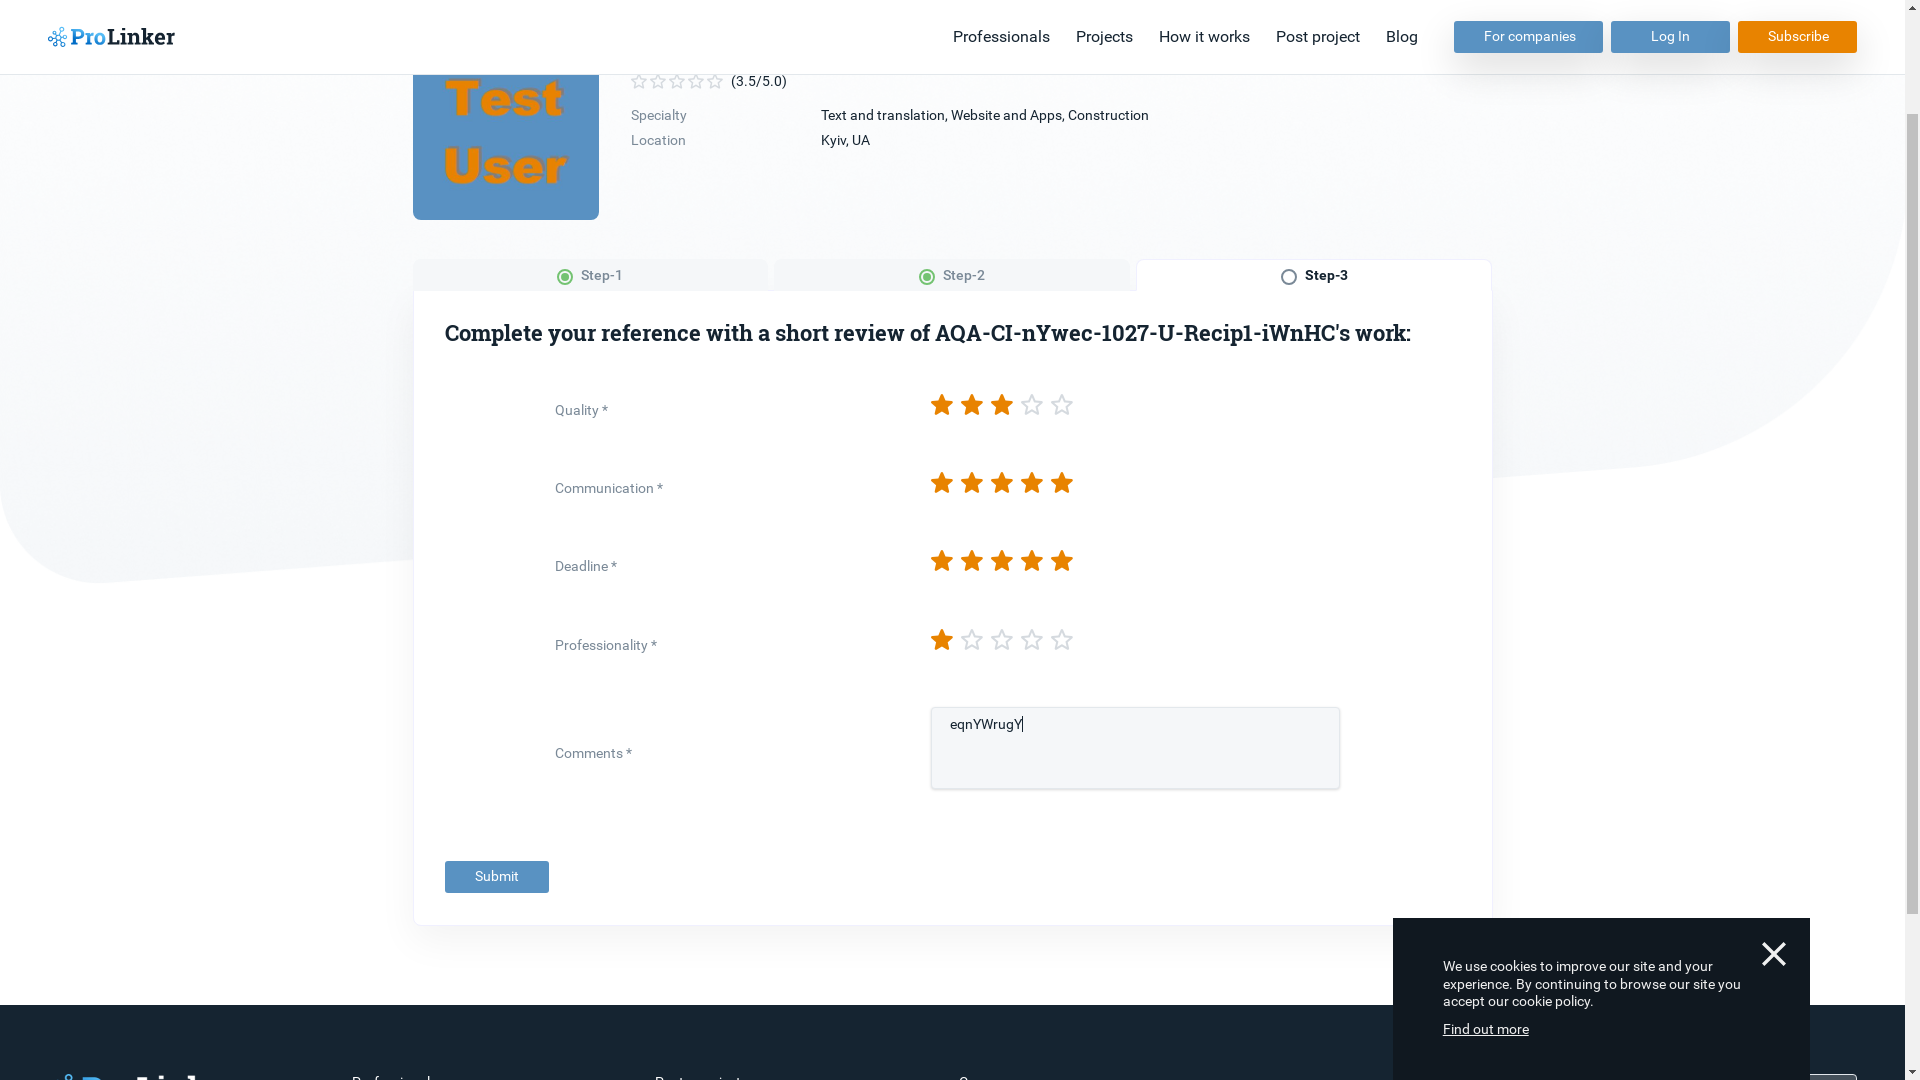 ProLinker
Professionals
Projects
How it works
Post project
Blog
For companies
Log In
Subscribe
Test
User
(3.5/5.0)
Specialty
Text and translation, Website and Apps, Construction
Location
Kyiv, UA
Step-1
Step-2
Step-3
Complete your reference with a short review of AQA-CI-nYwec-1027-U-Recip1-iWnHC's work:
Quality *
Communication *
Deadline *
Professionality *
Comments *
eqnYWrugY
Submit
We use cookies to improve our site and your
experience. By continuing to browse our site you
accept our cookie policy.
Find out more